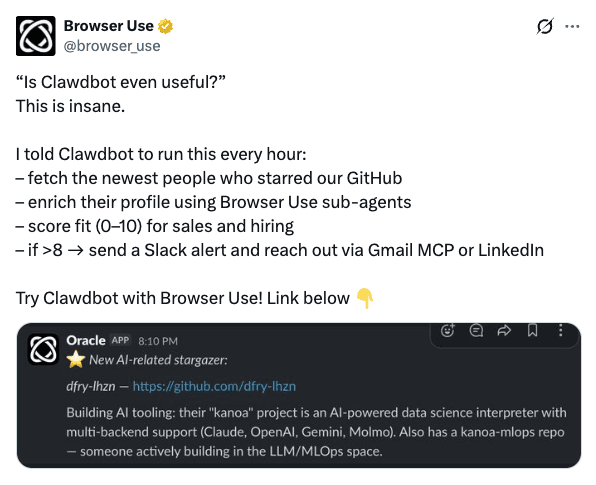 Browser Use
@browser_use
“Is Clawdbot even useful?”
This is insane.
I told Clawdbot to run this every hour:
– fetch the newest people who starred our GitHub
– enrich their profile using Browser Use sub-agents
– score fit (0–10) for sales and hiring
– if >8 → send a Slack alert and reach out via Gmail MCP or LinkedIn
Try Clawdbot with Browser Use! Link below 👇
Oracle APP 8:10 PM
⭐ New AI-related stargazer:
dfry-lhzn — https://github.com/dfry-lhzn
Building AI tooling: their "kanoa" project is an AI-powered data science interpreter with
multi-backend support (Claude, OpenAI, Gemini, Molmo). Also has a kanoa-mlops repo
— someone actively building in the LLM/MLOps space.